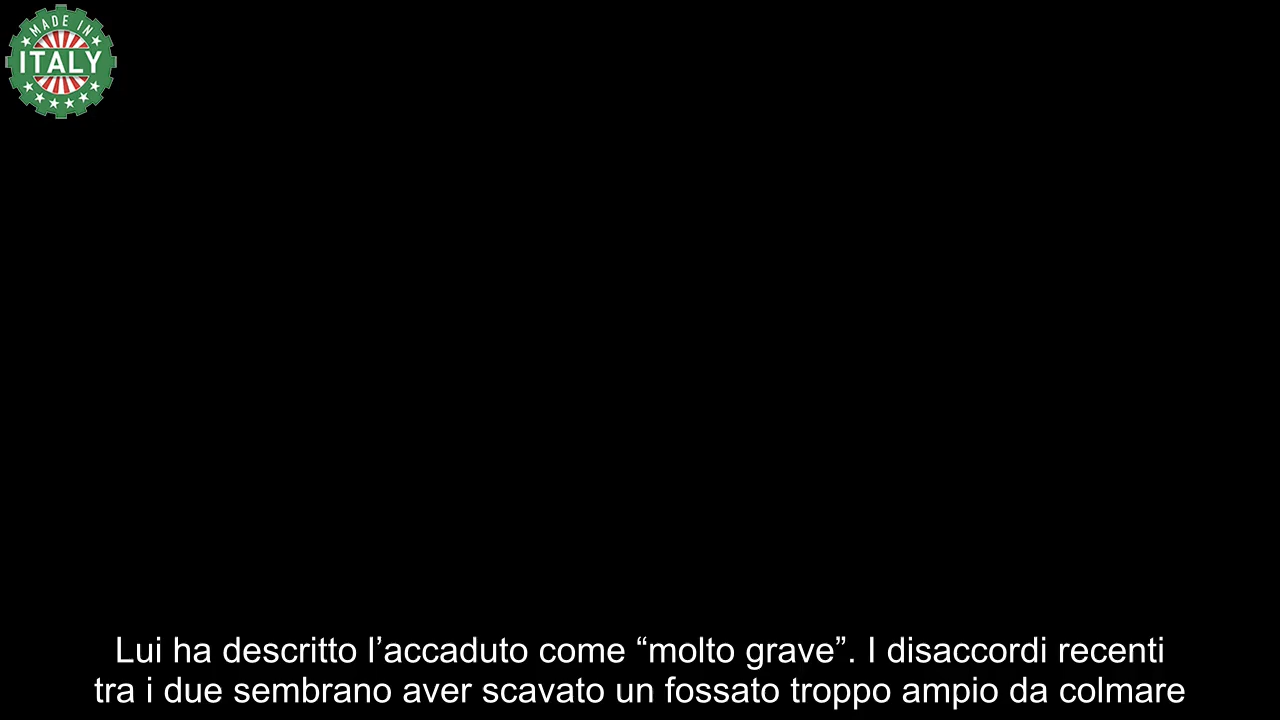 MADE IN
ITALY
Lui ha descritto l’accaduto come “molto grave”. I disaccordi recenti
tra i due sembrano aver scavato un fossato troppo ampio da colmare